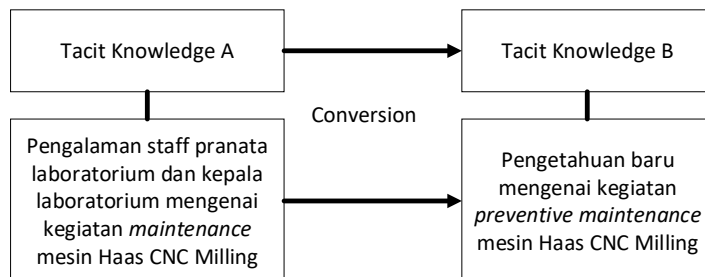 Tacit Knowledge A
Tacit Knowledge B
Conversion
Pengalaman staff pranata
laboratorium dan kepala
laboratorium mengenai
kegiatan maintenance
mesin Haas CNC Milling
Pengetahuan baru
mengenai kegiatan
preventive maintenance
mesin Haas CNC Milling